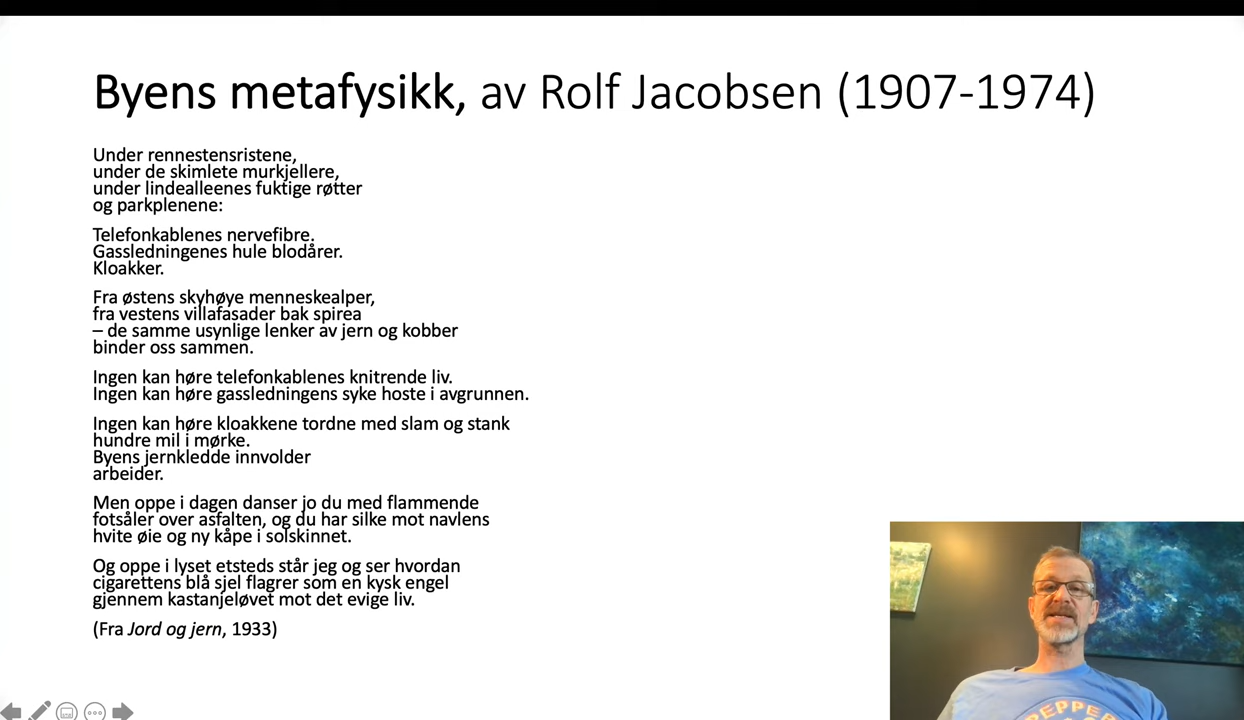 Byens metafysikk, av Rolf Jacobsen (1907-1974)
Under rennestensristene,
under de skimlete murkjellere,
under lindealleenes fuktige røtter
og parkplenene:
Telefonkablenes nervefibre.
Gassledningenes hule blodårer.
Kloakker.
Fra østens skyhøye menneskealper,
fra vestens villafasader bak spirea
– de samme usynlige lenker av jern og kobber
binder oss sammen.
Ingen kan høre telefonkablenes knitrende liv.
Ingen kan høre gassledningens syke hoste i avgrunnen.
Ingen kan høre kloakkene tordne med slam og stank
hundre mil i mørke.
Byens jernkledde innvolder
arbeider.
Men oppe i dagen danser jo du med flammende
fotsåler over asfalten, og du har silke mot navlens
hvite øie og ny kåpe i solskinnet.
Og oppe i lyset etsteds står jeg og ser hvordan
cigarettens blå sjel flagrer som en kysk engel
gjennem kastanjeløvet mot det evige liv.
(Fra Jord og jern, 1933)